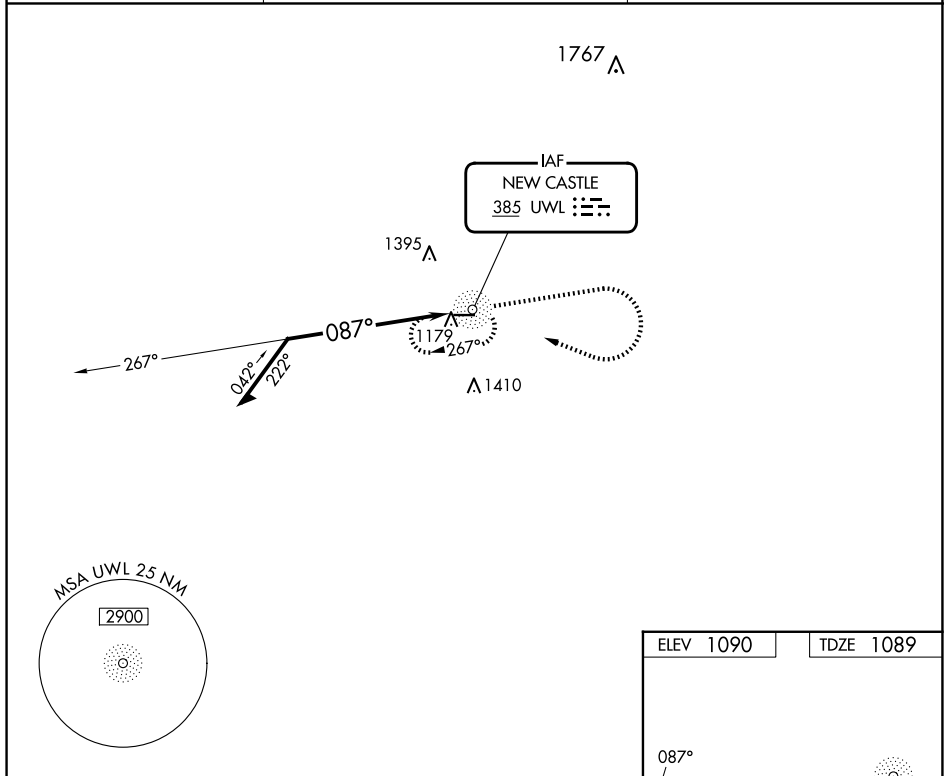 1767
IAF
NEW CASTLE
385 UWL
1395
087°
1179
267°
267°
042°
222°
1410
MSA UWL 25 NM
2900
ELEV 1090
TDZE 1089
087°